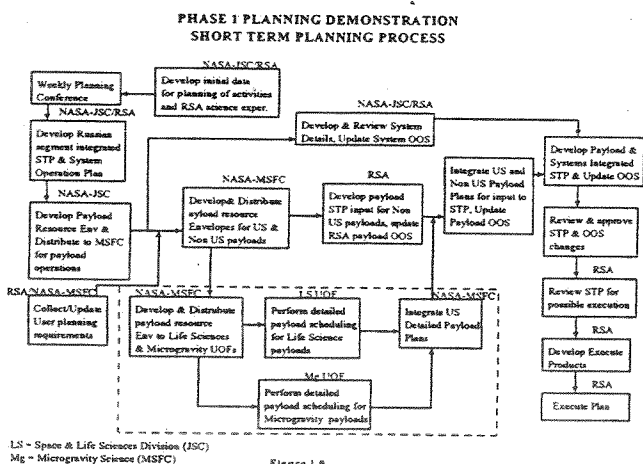 PHASE 1 PLANNING DEMONSTRATION
SHORT TERM PLANNING PROCESS
NASA-JSC/RSA
Weekly Planning
Conference
Develop initial data
for planning of activities
and RSA science exper.
NASA-JSC/RSA
Develop Russian
segment integrated
STP & System
Operation Plan
NASA-JSC/RSA
Develop & Review System
Details, Update System OOS
Develop Payload &
Systems Integrated
STP & Update OOS
NASA-JSC
Develop Payload
Resource Env &
Distribute to MSFC
for payload
operations
NASA-MSFC
Develop& Distribute
ayload resource
Envelopes for US &
Non US payloads
RSA
Develop payload
STP input for Non
US payloads, update
RSA payload OOS
Integrate US and
Non US Payload
Plans for input to
STP, Update
Payload OOS
Review & approve
STP & OOS
changes
RSA
Review STP for
possible execution
RSA/NASA-MSFC
Collect/Update
User planning
requirements
NASA-MSFC
Develop & Distribute
payload resource
Env to Life Sciences
& Microgravity UOFs
LS UOF
Perform detailed
payload scheduling
for Life Science
payloads
NASA-MSFC
Integrate US
Detailed Payload
Plans
RSA
Develop Execute
Products
Mg UOF
Perform detailed
payload scheduling for
Microgravity payloads
RSA
Execute Plan
LS = Space & Life Sciences Division (JSC)
Mg = Microgravity Science (MSFC)
Figure 1.8